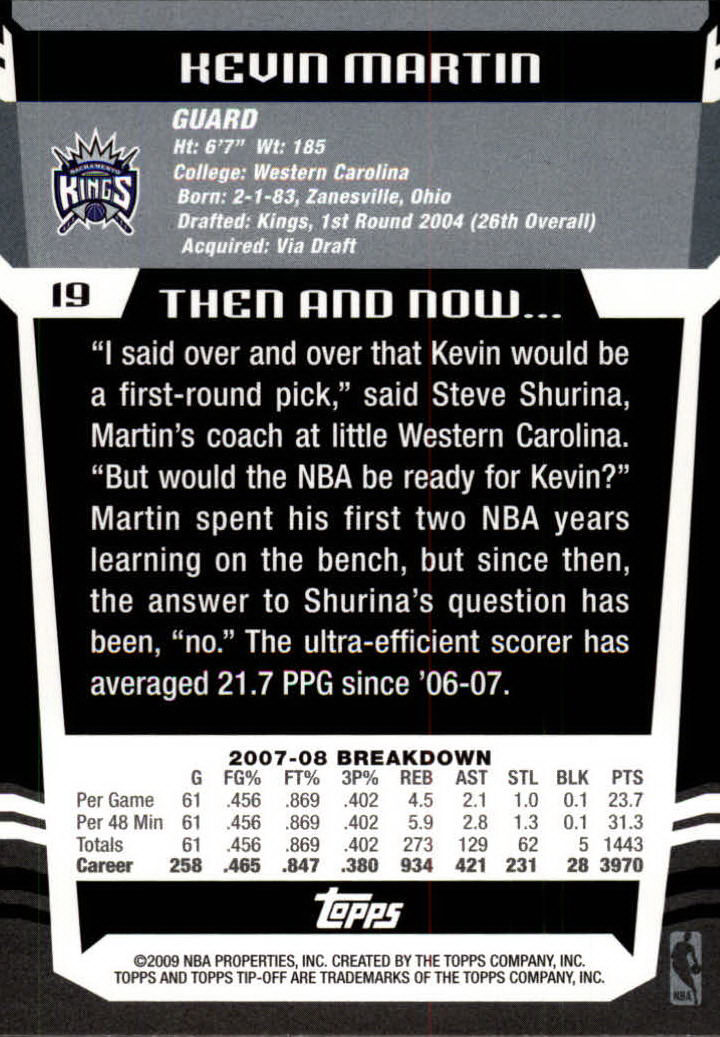 KEVIN MARTIN
GUARD
Ht: 6'7" Wt: 185
College: Western Carolina
Born: 2-1-83, Zanesville, Ohio
Drafted: Kings, 1st Round 2004 (26th Overall)
Acquired: Via Draft
SACRAMENTO
KINGS
19
THEN AND NOW...
“I said over and over that Kevin would be
a first-round pick,” said Steve Shurina,
Martin’s coach at little Western Carolina.
“But would the NBA be ready for Kevin?”
Martin spent his first two NBA years
learning on the bench, but since then,
the answer to Shurina’s question has
been, “no.” The ultra-efficient scorer has
averaged 21.7 PPG since ’06-07.
2007-08 BREAKDOWN
G FG% FT% 3P% REB AST STL BLK PTS
Per Game 61 .456 .869 .402 4.5 2.1 1.0 0.1 23.7
Per 48 Min 61 .456 .869 .402 5.9 2.8 1.3 0.1 31.3
Totals 61 .456 .869 .402 273 129 62 5 1443
Career 258 .465 .847 .380 934 421 231 28 3970
Topps
©2009 NBA PROPERTIES, INC. CREATED BY THE TOPPS COMPANY, INC.
TOPPS AND TOPPS TIP-OFF ARE TRADEMARKS OF THE TOPPS COMPANY, INC.
NBA